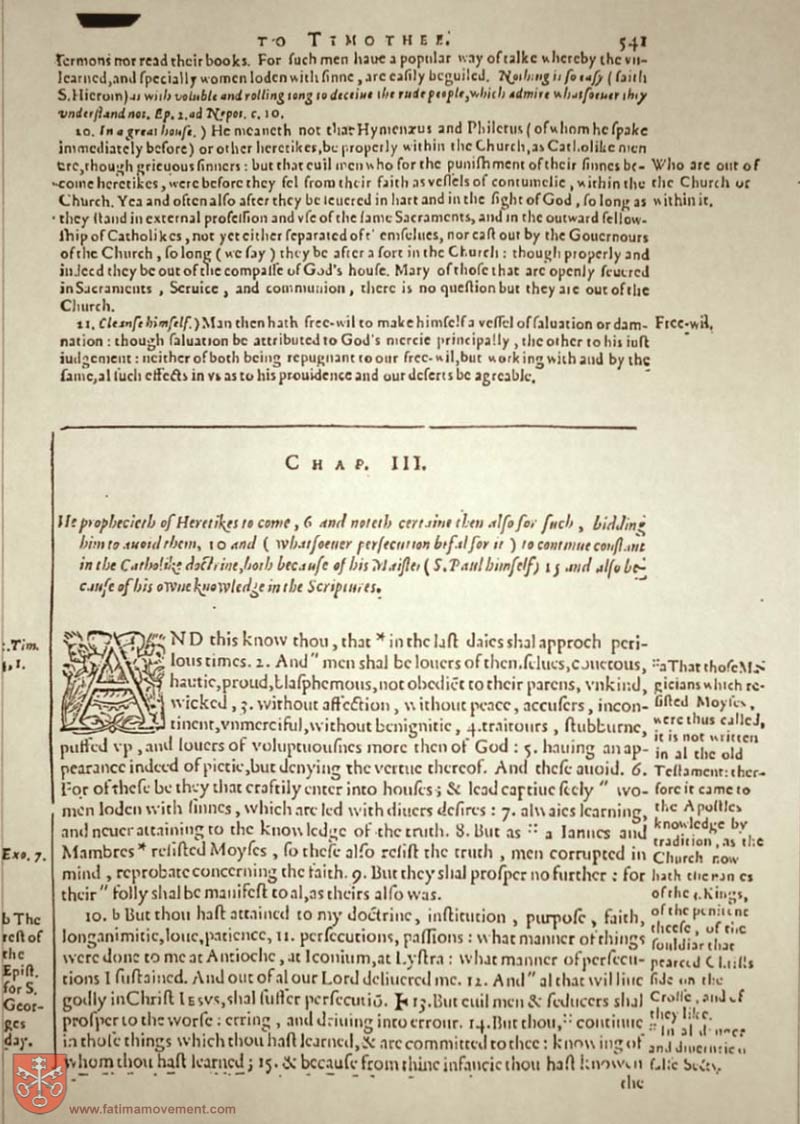 TO TIMOTHEE. 541
sermons nor read their books. For such men haue a popular way of talke whereby the vn-
learned, and specially women loden with sinne, are easily beguiled. Nothing is so easy (saith
S. Hierom) as with voluble and rolling tong to deceiue the rude people, which admire whatsoeuer they
vnderstand not. Ep. 2. ad Nepot. c. 10.
10. In a great house.) He meaneth not that Hymenæus and Philetus (of whom he spake
immediately before) or other heretikes, be properly within the Church, as Catholike men
are, though grieuous sinners: but that euil men who for the punishment of their sinnes be-
come heretikes, were before they fel from their faith as vessels of contumelie, within the
Church. Yea and often also after they be seuered in hart and in the sight of God, so long as
they stand in external profession and vse of the same Sacraments, and in the outward fellow-
ship of Catholikes, not yet either separated of themselues, nor cast out by the Gouernours
of the Church, so long (we say) they be after a sort in the Church: though properly and
indeed they be out of the compasse of God's house. Mary of those that are openly seuered
in Sacraments, Seruice, and communion, there is no question but they are out of the
Church.
Who are out of
the Church or
within it.
11. Cleanse himself.) Man then hath free-wil to make himself a vessel of saluation or dam-
nation: though saluation be attributed to God's mercie principally, the other to his iust
iudgement: neither of both being repugnant to our free-wil, but working with and by the
same, al such effects in vs as to his prouidence and our deserts be agreable.
Free-wil.
CHAP. III.
He prophecieth of Heretikes to come, 6 and noteth certaine then also for such, bidding
him to auoid them, 10 and (whatsoeuer persecution befal for it) to continue constant
in the Catholike doctrine, both because of his Maister (S. Paul himself) 15 and also be-
cause of his owne knowledge in the Scriptures.
AND this know thou, that * in the last daies shal approch peri-
lous times. 2. And " men shal be louers of themselues, couetous,
hautie, proud, blasphemous, not obediēt to their parens, vnkind,
wicked, 3. without affection, without peace, accusers, incon-
tinent, vnmerciful, without benignitie, 4. traitours, stubburne,
puffed vp, and louers of voluptuousnes more then of God: 5. hauing an ap-
pearance indeed of pietie, but denying the vertue thereof. And these auoid. 6.
For of these be they that craftily enter into houses; & lead captiue seely " wo-
men loden with sinnes, which are led with diuers desires: 7. alwaies learning,
and neuer attaining to the knowledge of the truth. 8. But as :: a Iannes and
Mambres * resisted Moyses, so these also resist the truth, men corrupted in
mind, reprobate concerning the faith. 9. But they shal prosper no further: for
their " folly shal be manifest to al, as theirs also was.
10. b But thou hast attained to my doctrine, institution, purpose, faith,
longanimitie, loue, patience, 11. persecutions, passions: what manner of things
were done to me at Antioche, at Iconium, at Lystra: what manner of persecu-
tions I sustained. And out of al our Lord deliuered me. 12. And " al that wil liue
godly in Christ IESVS, shal suffer persecutiō. 13. But euil men & seducers shal
prosper to the worse: erring, and driuing into errour. 14. But thou, :: continue
in those things which thou hast learned, & are committed to thee: knowing of
whom thou hast learned; 15. & because from thine infancie thou hast knowen
the
Tim.
Exo. 7.
b The
rest of
the
Epist.
for S.
Geor-
ges
day.
:: a That those Ma-
gicians which re-
sisted Moyses,
were thus called,
it is not written
in al the old
Testament: ther-
fore it came to
the Apostles
knowledge by
tradition, as the
Church now
hath the names
of the 3. Kings,
of the penitent
theefe, of the
souldiar that
pearced Christs
side on the
Crosse, and of
they like.
:: In al
and
false
www.fatimamovement.com